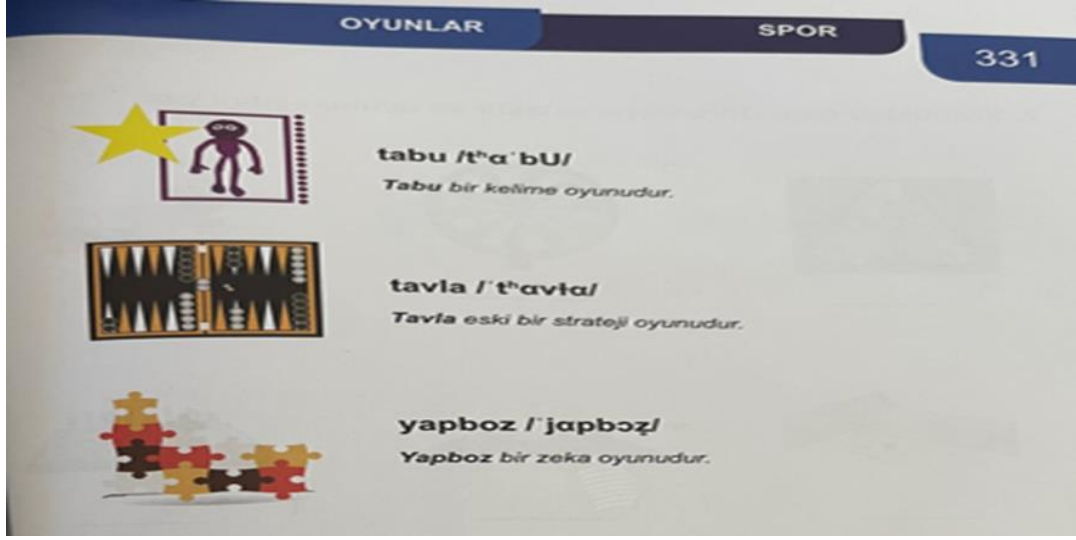 OYUNLAR SPOR 331
tabu /tʰɑˈbU/
Tabu bir kelime oyunudur.
tavla /ˈtʰɑvɫɑ/
Tavla eski bir strateji oyunudur.
yapboz /ˈjɑpbɔz̥/
Yapboz bir zeka oyunudur.